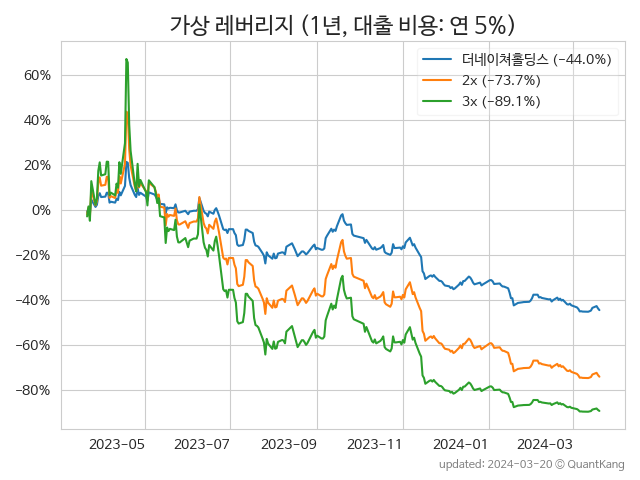 가상 레버리지 (1년, 대출 비용: 연 5%)
더네이쳐홀딩스 (−44.0%)
2x (−73.7%)
3x (−89.1%)
60%
40%
20%
0%
−20%
−40%
−60%
−80%
2023-05 2023-07 2023-09 2023-11 2024-01 2024-03
updated: 2024-03-20 © QuantKang